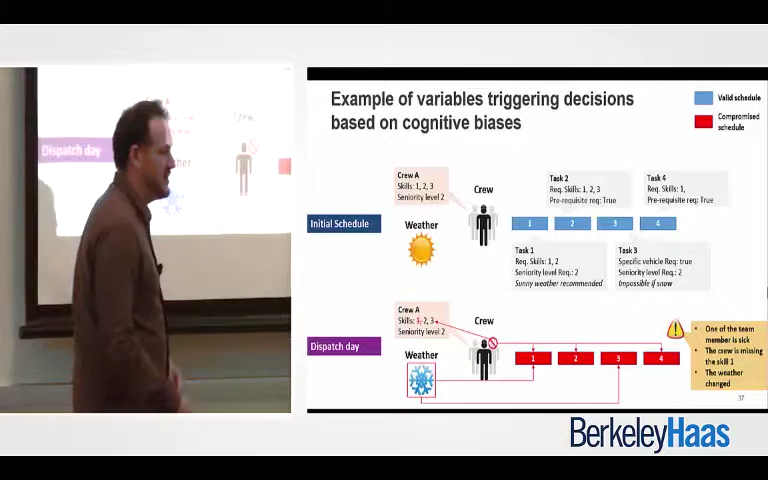 Crew
Dispatch day
Example of variables triggering decisions
based on cognitive biases
Valid schedule
Compromised
schedule
Crew A
Skills: 1, 2, 3
Seniority level 2
Crew
Weather
Initial Schedule
Task 2
Req. Skills: 1, 2, 3
Pre-requisite req: True
Task 4
Req. Skills: 1,
Pre-requisite req: True
1
2
3
4
Task 1
Req. Skills: 1, 2
Seniority level Req.: 2
Sunny weather recommended
Task 3
Specific vehicle Req: true
Seniority level Req.: 2
Impossible if snow
Crew A
Skills: 1, 2, 3
Seniority level 2
Crew
Weather
Dispatch day
1
2
3
4
• One of the team
member is sick
• The crew is missing
the skill 1
• The weather
changed
37
BerkeleyHaas